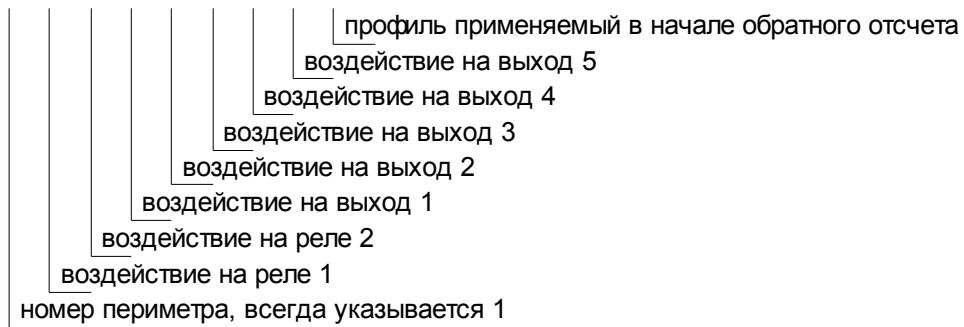 профиль применяемый в начале обратного отсчета
воздействие на выход 5
воздействие на выход 4
воздействие на выход 3
воздействие на выход 2
воздействие на выход 1
воздействие на реле 2
воздействие на реле 1
номер периметра, всегда указывается 1